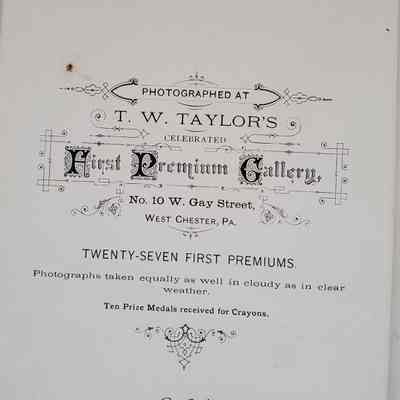 PHOTOGRAPHED AT
T. W. TAYLOR'S
CELEBRATED
First Premium Gallery,
No. 10 W. Gay Street,
WEST CHESTER, PA.
TWENTY-SEVEN FIRST PREMIUMS.
Photographs taken equally as well in cloudy as in clear
weather.
Ten Prize Medals received for Crayons.